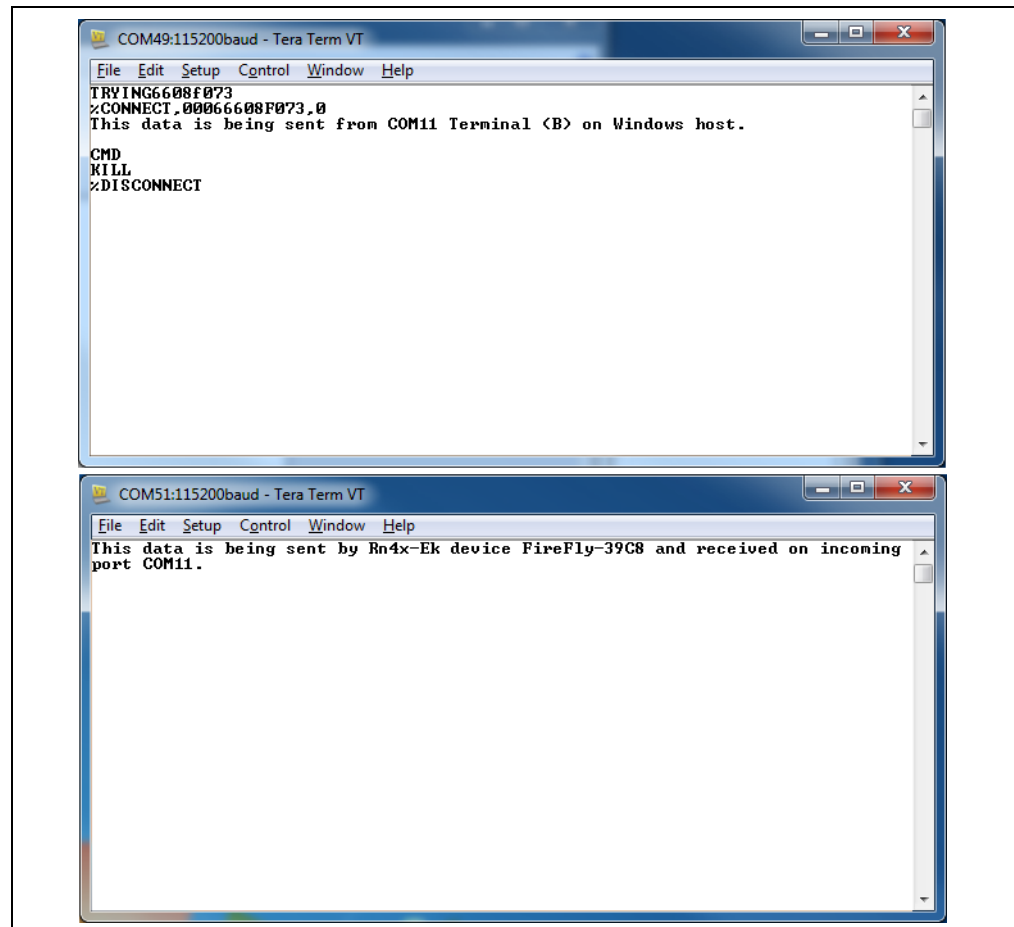 COM49:115200baud - Tera Term VT
File Edit Setup Control Window Help
TRYING6608f073
%CONNECT,00066608F073,0
This data is being sent from COM11 Terminal (B) on Windows host.
CMD
KILL
%DISCONNECT
COM51:115200baud - Tera Term VT
File Edit Setup Control Window Help
This data is being sent by Rn4x-Ek device FireFly-39C8 and received on incoming
port COM11.